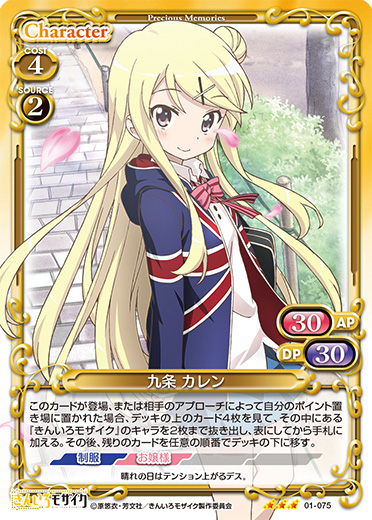 Precious Memories
Character
COST
4
SOURCE
2
30 AP
DP 30
九条 カレン
このカードが登場、または相手のアプローチによって自分のポイント置
き場に置かれた場合、デッキの上のカード4枚を見て、その中にある
『きんいろモザイク』のキャラを2枚まで抜き出し、表にしてから手札に
加える。その後、残りのカードを任意の順番でデッキの下に移す。
制服 お嬢様
晴れの日はテンション上がるデス。
きんいろモザイク ©原悠衣・芳文社／きんいろモザイク製作委員会 01-075